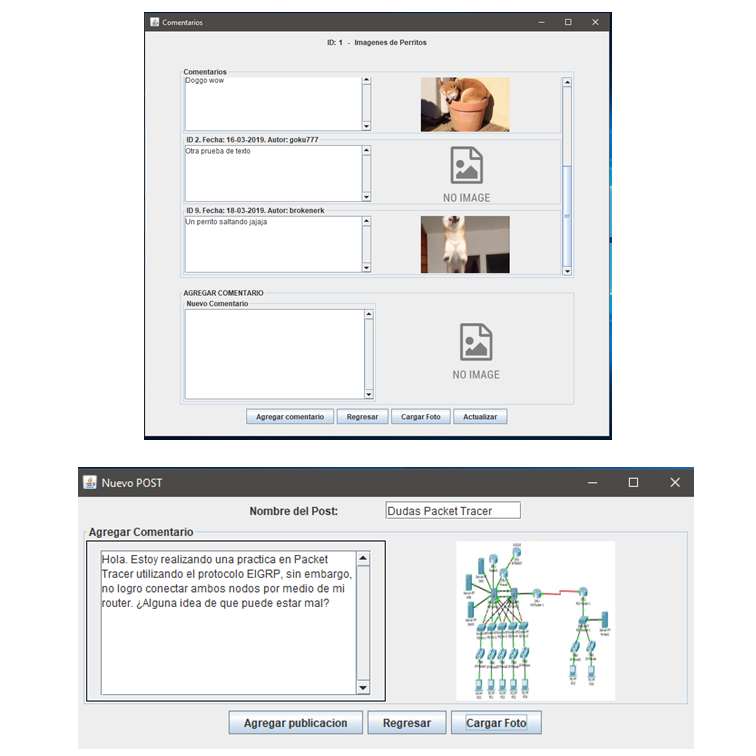 Comentarios
ID: 1 - Imagenes de Perritos
Comentarios
Doggo wow
ID 2. Fecha: 16-03-2019. Autor: goku777
Otra prueba de texto
NO IMAGE
ID 9. Fecha: 18-03-2019. Autor: brokenerk
Un perrito saltando jajaja
AGREGAR COMENTARIO
Nuevo Comentario
NO IMAGE
Agregar comentario Regresar Cargar Foto Actualizar
Nuevo POST
Nombre del Post: Dudas Packet Tracer
Agregar Comentario
Hola. Estoy realizando una practica en Packet
Tracer utilizando el protocolo EIGRP, sin embargo,
no logro conectar ambos nodos por medio de mi
router. ¿Alguna idea de que puede estar mal?
Agregar publicacion Regresar Cargar Foto